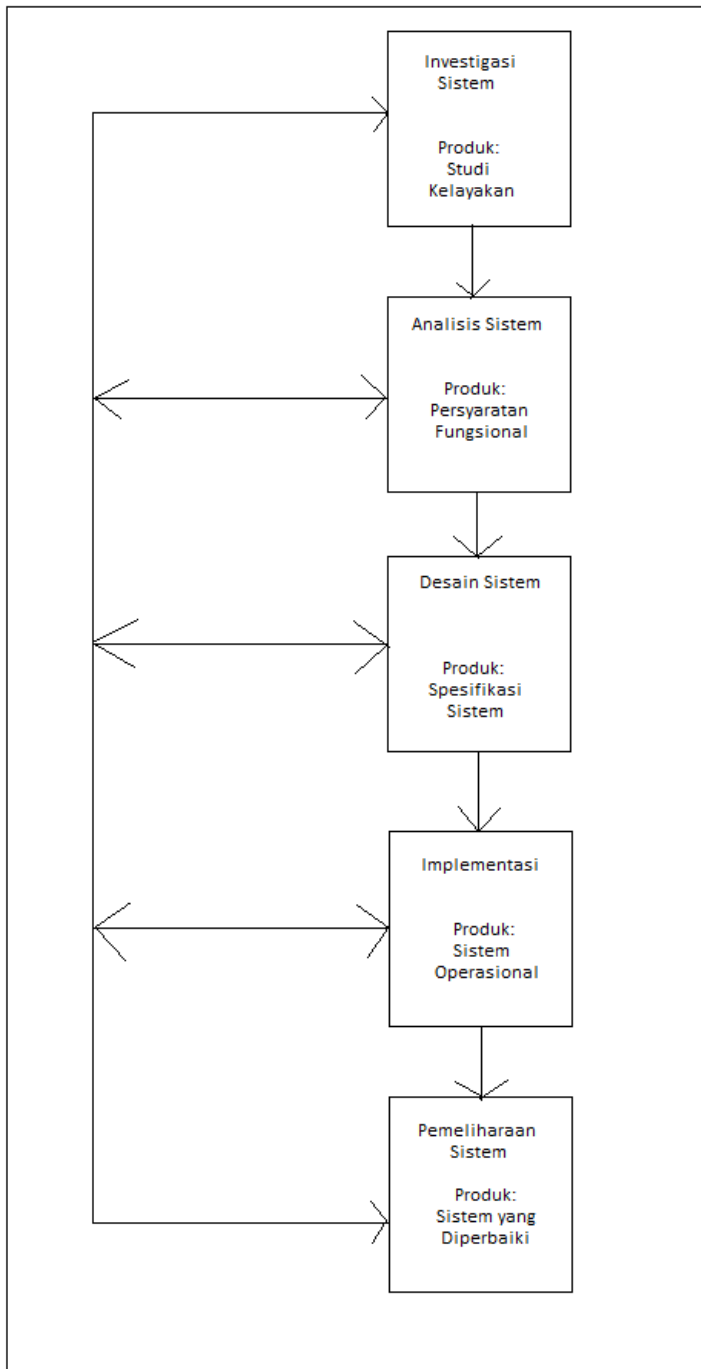 Investigasi
Sistem
Produk:
Studi
Kelayakan
Analisis Sistem
Produk:
Persyaratan
Fungsional
Desain Sistem
Produk:
Spesifikasi
Sistem
Implementasi
Produk:
Sistem
Operasional
Pemeliharaan
Sistem
Produk:
Sistem yang
Diperbaiki